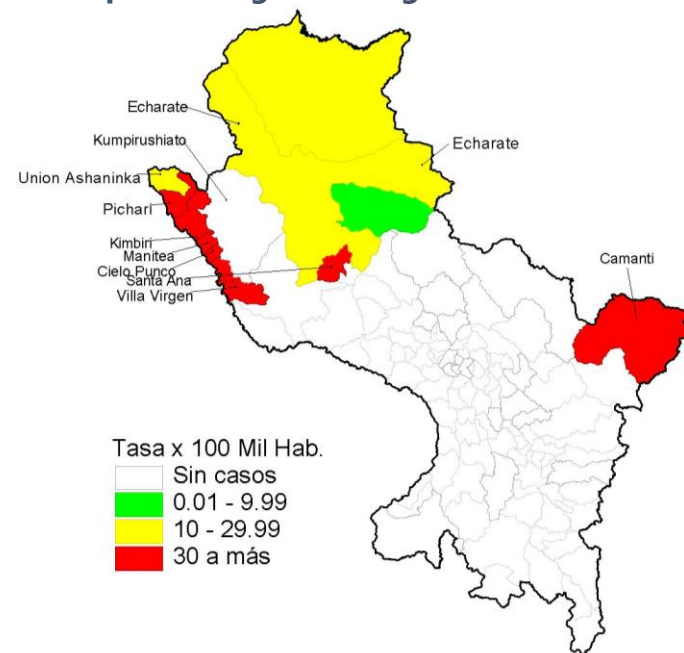 Echarate
Kumpirushiato
Echarate
Union Ashaninka
Pichari
Kimbiri
Manitea
Cielo Punco
Santa Ana
Villa Virgen
Camanti
Tasa x 100 Mil Hab.
Sin casos
0.01 - 9.99
10 - 29.99
30 a más